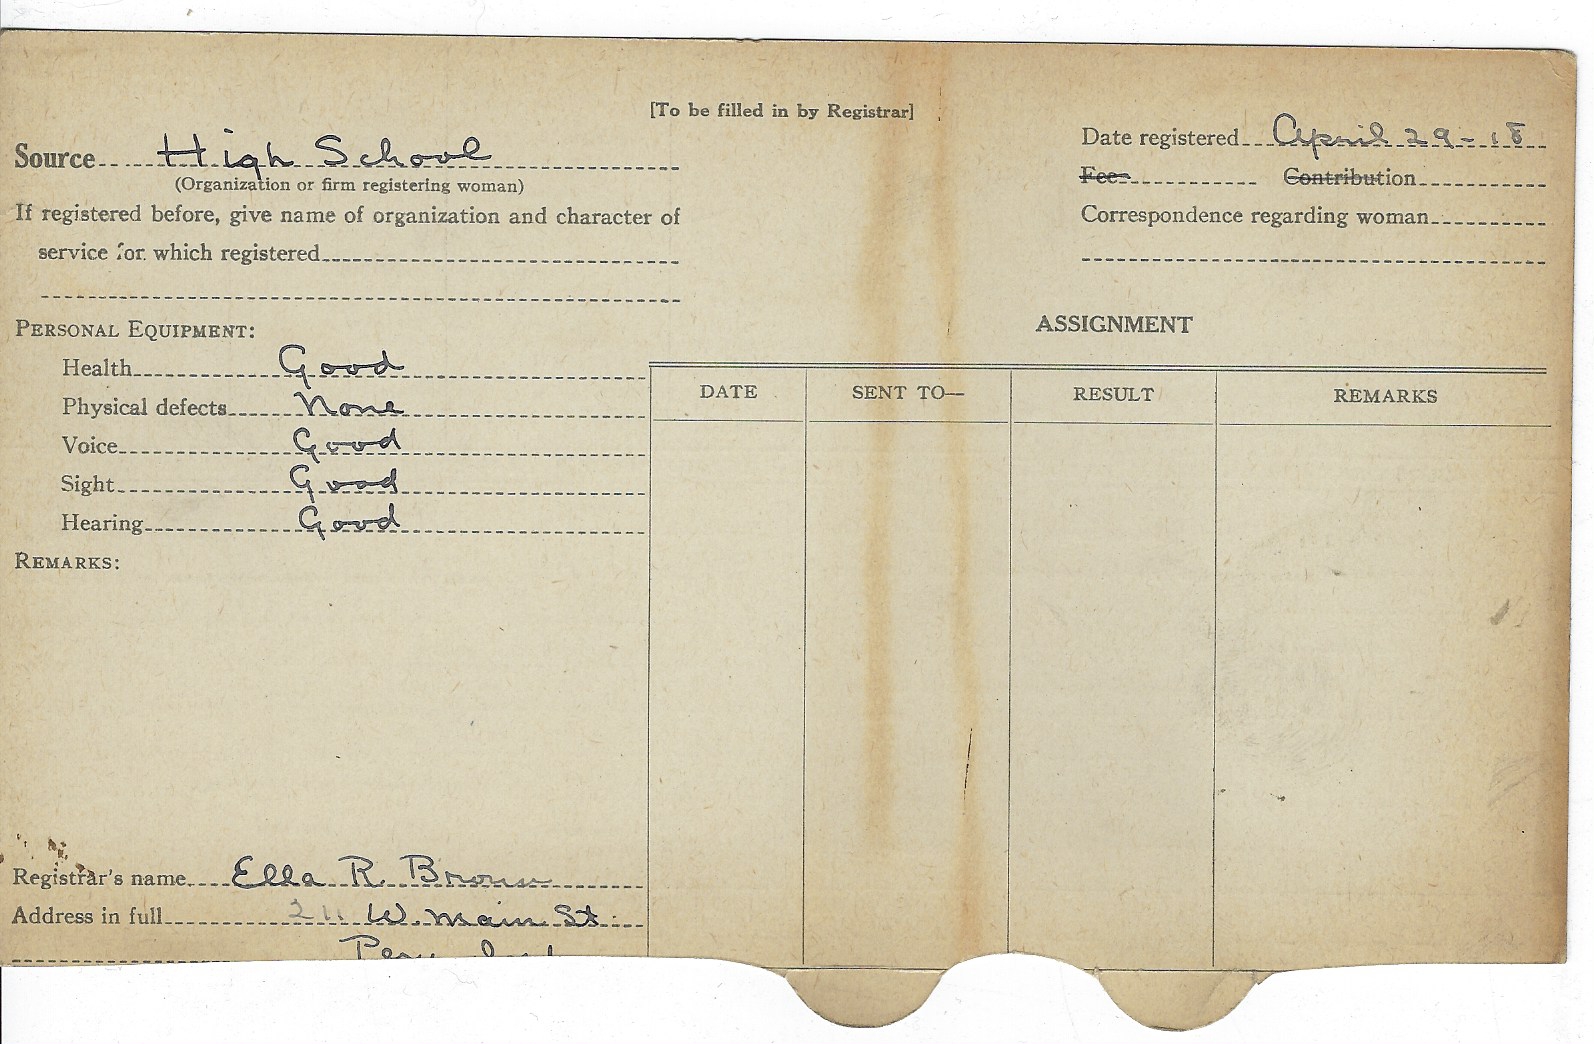 [To be filled in by Registrar]
Source High School
(Organization or firm registering woman)
If registered before, give name of organization and character of
service for which registered
PERSONAL EQUIPMENT:
Health Good
Physical defects None
Voice Good
Sight Good
Hearing Good
REMARKS:
Registrar's name Ella R. Brown
Address in full 211 W. Main St.
Peru Ind
Date registered April 29-18
Fee Contribution
Correspondence regarding woman
ASSIGNMENT
DATE SENT TO— RESULT REMARKS